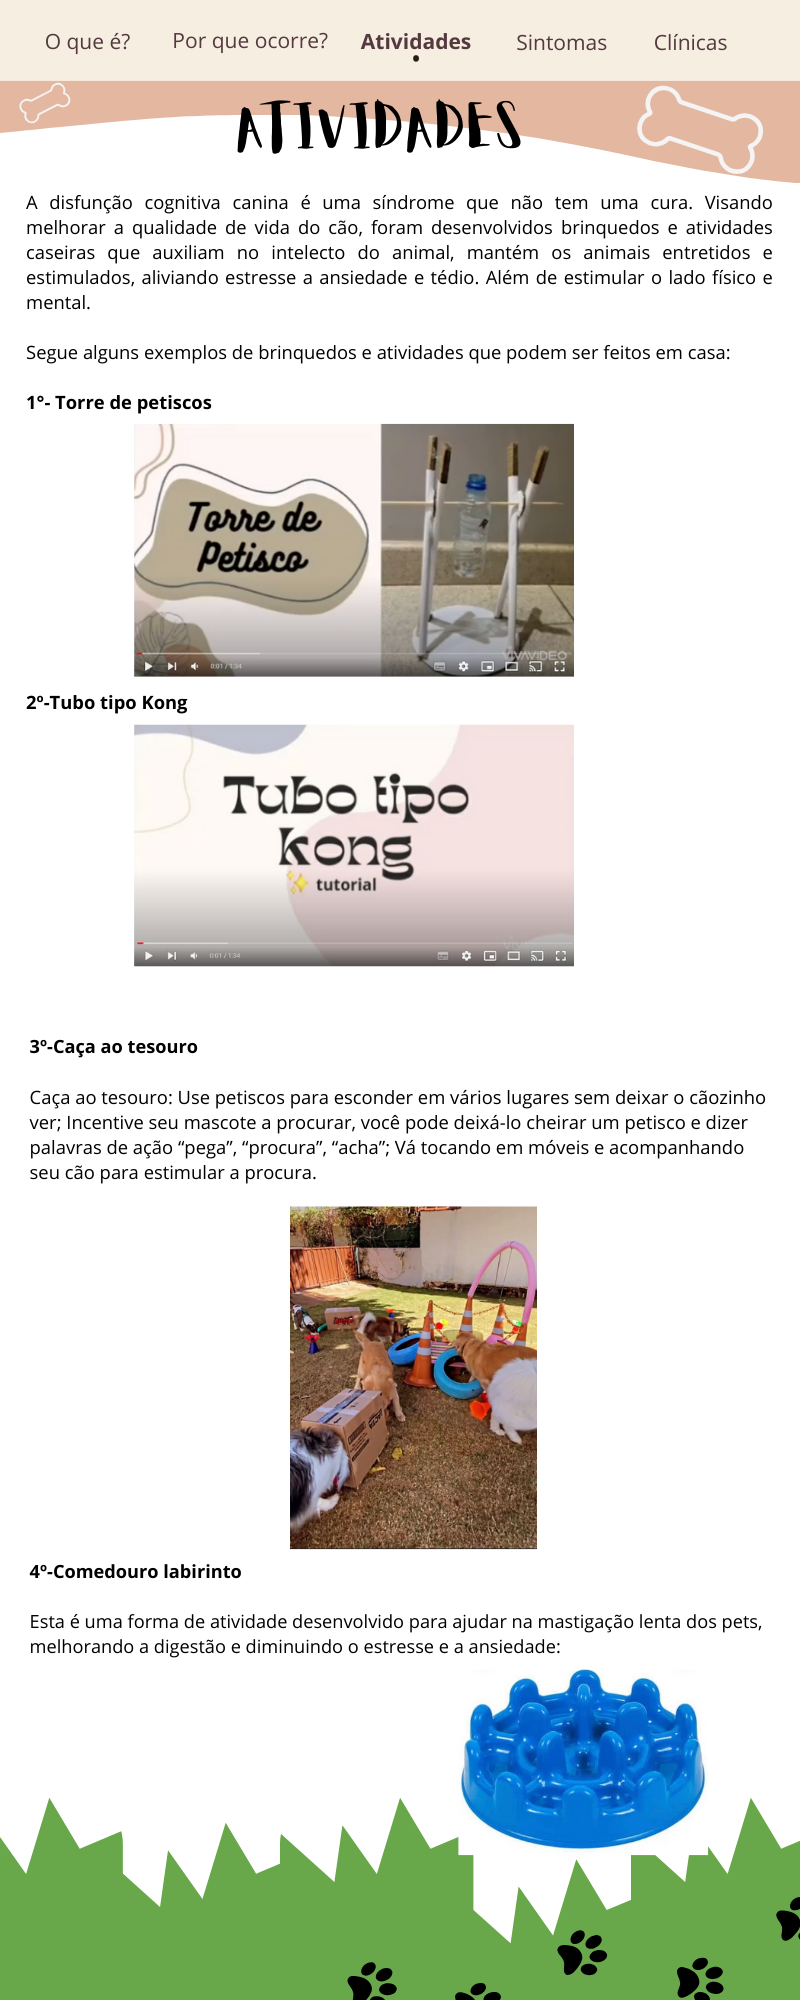 O que é? Por que ocorre? Atividades Sintomas Clínicas
ATIVIDADES
A disfunção cognitiva canina é uma síndrome que não tem uma cura. Visando
melhorar a qualidade de vida do cão, foram desenvolvidos brinquedos e atividades
caseiras que auxiliam no intelecto do animal, mantém os animais entretidos e
estimulados, aliviando estresse a ansiedade e tédio. Além de estimular o lado físico e
mental.
Segue alguns exemplos de brinquedos e atividades que podem ser feitos em casa:
1°- Torre de petiscos
Torre de
Petisco
VIVAVIDEO
0:01 / 1:34
2º-Tubo tipo Kong
Tubo tipo
kong
✨ tutorial
0:01 / 1:34
3º-Caça ao tesouro
Caça ao tesouro: Use petiscos para esconder em vários lugares sem deixar o cãozinho
ver; Incentive seu mascote a procurar, você pode deixá-lo cheirar um petisco e dizer
palavras de ação “pega”, “procura”, “acha”; Vá tocando em móveis e acompanhando
seu cão para estimular a procura.
4º-Comedouro labirinto
Esta é uma forma de atividade desenvolvido para ajudar na mastigação lenta dos pets,
melhorando a digestão e diminuindo o estresse e a ansiedade: